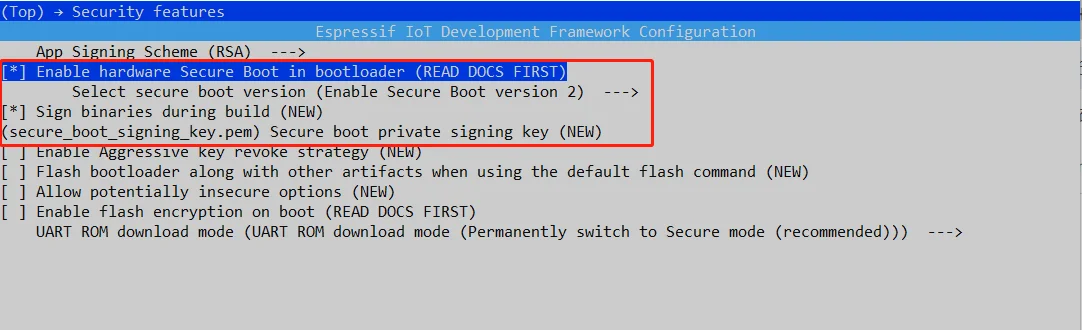 (Top) → Security features
Espressif IoT Development Framework Configuration
App Signing Scheme (RSA)  --->
[*] Enable hardware Secure Boot in bootloader (READ DOCS FIRST)
Select secure boot version (Enable Secure Boot version 2)  --->
[*] Sign binaries during build (NEW)
(secure_boot_signing_key.pem) Secure boot private signing key (NEW)
[ ] Enable Aggressive key revoke strategy (NEW)
[ ] Flash bootloader along with other artifacts when using the default flash command (NEW)
[ ] Allow potentially insecure options (NEW)
[ ] Enable flash encryption on boot (READ DOCS FIRST)
UART ROM download mode (UART ROM download mode (Permanently switch to Secure mode (recommended)))  --->